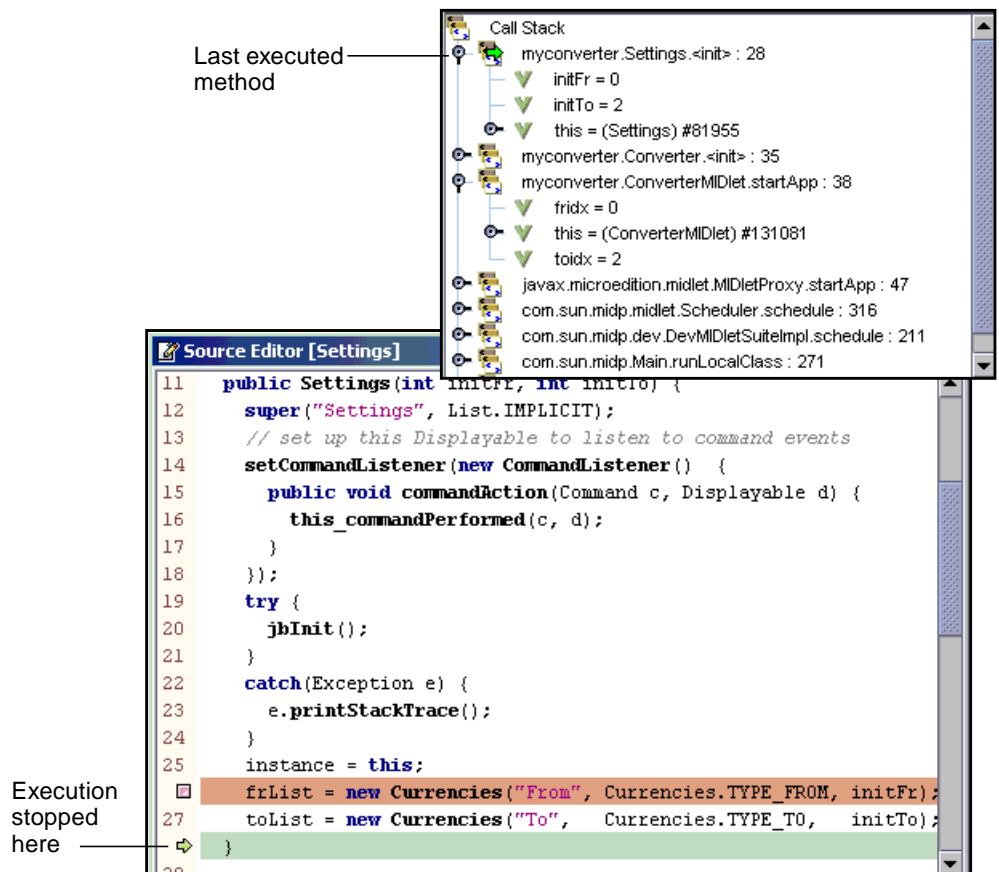 Call Stack
Last executed method
myconverter.Settings.<init> : 28
initFr = 0
initTo = 2
this = (Settings) #81955
myconverter.Converter.<init> : 35
myconverter.ConverterMIDlet.startApp : 38
fridx = 0
this = (ConverterMIDlet) #131081
toidx = 2
javax.microedition.midlet.MIDletProxy.startApp : 47
com.sun.midp.midlet.Scheduler.schedule : 316
com.sun.midp.dev.DevMIDletSuiteImpl.schedule : 211
com.sun.midp.Main.runLocalClass : 271
Source Editor [Settings]
11 public Settings(int initFr, int initTo) {
12 super("Settings", List.IMPLICIT);
13 // set up this Displayable to listen to command events
14 setCommandListener(new CommandListener() {
15 public void commandAction(Command c, Displayable d) {
16 this_commandPerformed(c, d);
17 }
18 });
19 try {
20 jbInit();
21 }
22 catch(Exception e) {
23 e.printStackTrace();
24 }
25 instance = this;
frList = new Currencies("From", Currencies.TYPE_FROM, initFr);
27 toList = new Currencies("To", Currencies.TYPE_TO, initTo);
}
Execution stopped here